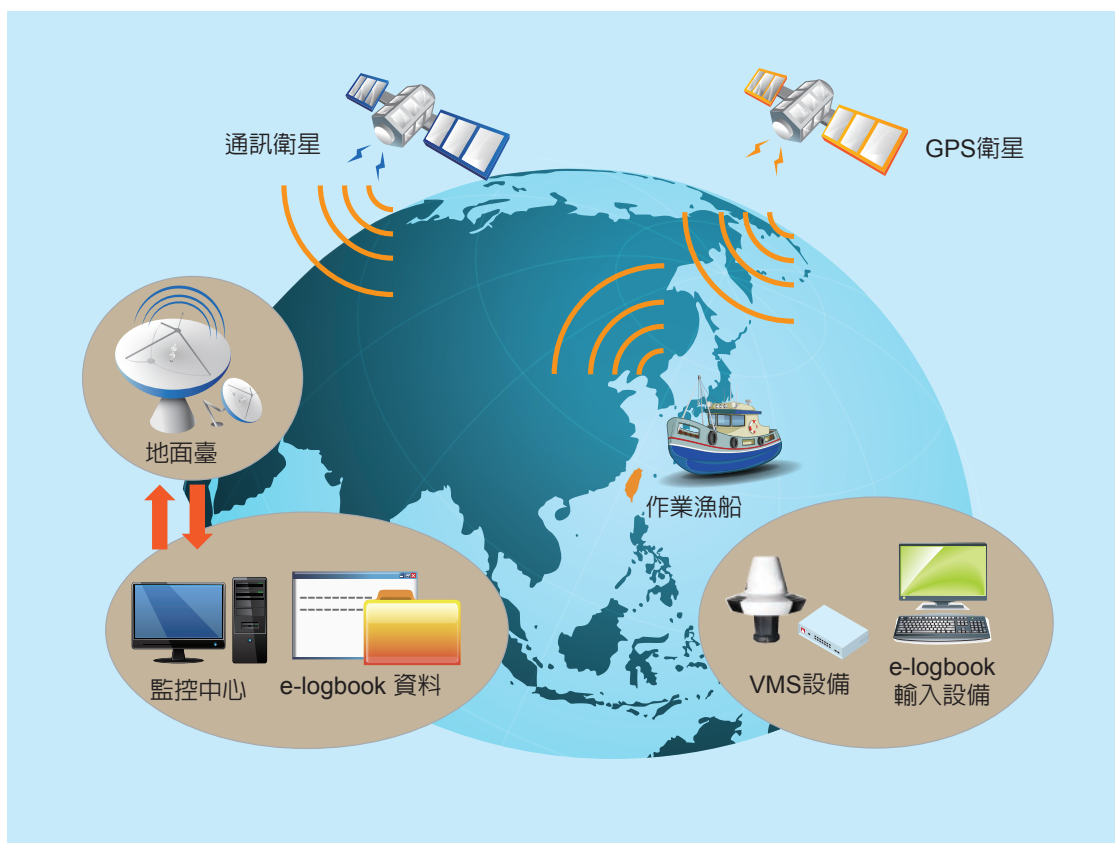 通訊衛星
GPS衛星
地面臺
作業漁船
監控中心
e-logbook 資料
VMS設備
e-logbook
輸入設備